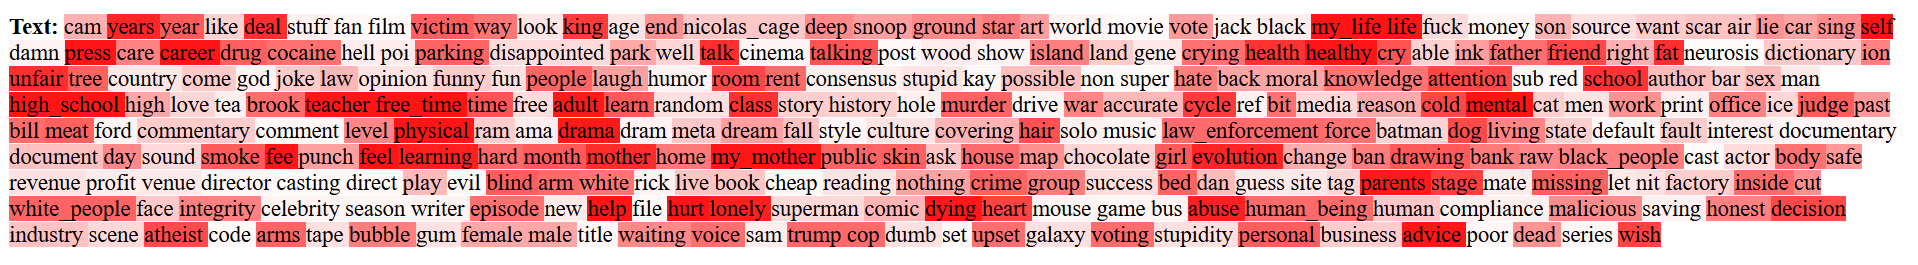 Text: cam years year like deal stuff fan film victim way look king age end nicolas_cage deep snoop ground star art world movie vote jack black my_life life fuck money son source want scar air lie car sing self
damn press care career drug cocaine hell poi parking disappointed park well talk cinema talking post wood show island land gene crying health healthy cry able ink father friend right fat neurosis dictionary ion
unfair tree country come god joke law opinion funny fun people laugh humor room rent consensus stupid kay possible non super hate back moral knowledge attention sub red school author bar sex man
high_school high love tea brook teacher free_time time free adult learn random class story history hole murder drive war accurate cycle ref bit media reason cold mental cat men work print office ice judge past
bill meat ford commentary comment level physical ram ama drama dram meta dream fall style culture covering hair solo music law_enforcement force batman dog living state default fault interest documentary
document day sound smoke fee punch feel learning hard month mother home my_mother public skin ask house map chocolate girl evolution change ban drawing bank raw black_people cast actor body safe
revenue profit venue director casting direct play evil blind arm white rick live book cheap reading nothing crime group success bed dan guess site tag parents stage mate missing let nit factory inside cut
white_people face integrity celebrity season writer episode new help file hurt lonely superman comic dying heart mouse game bus abuse human_being human compliance malicious saving honest decision
industry scene atheist code arms tape bubble gum female male title waiting voice sam trump cop dumb set upset galaxy voting stupidity personal business advice poor dead series wish